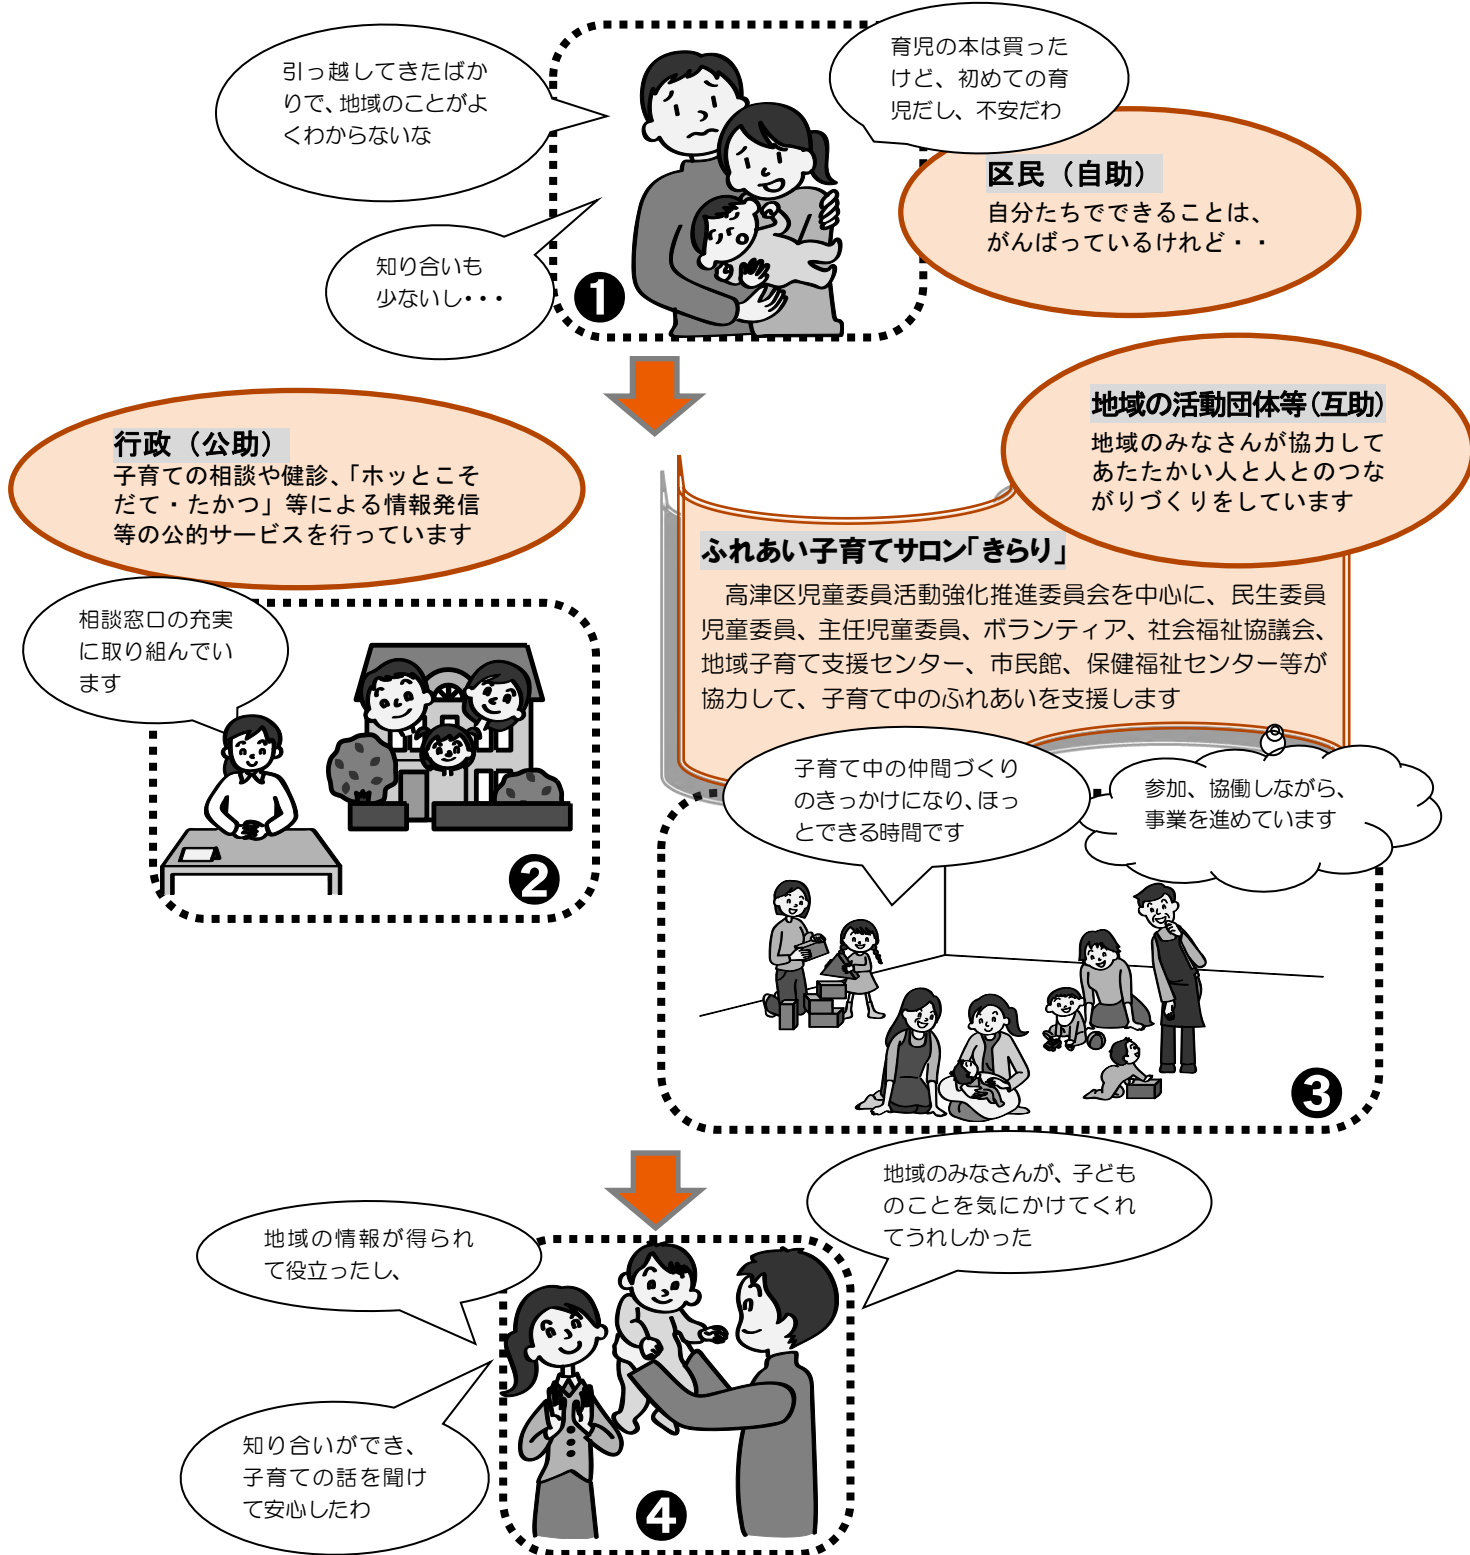 引っ越してきたばか
りで、地域のことがよ
くわからないな
育児の本は買った
けど、初めての育
児だし、不安だわ
知り合いも
少ないし・・・
❶
区民（自助）
自分たちでできることは、
がんばっているけれど・・
行政（公助）
子育ての相談や健診、「ホッとこそ
だて・たかつ」等による情報発信
等の公的サービスを行っています
地域の活動団体等（互助）
地域のみなさんが協力して
あたたかい人と人とのつな
がりづくりをしています
ふれあい子育てサロン「きらり」
高津区児童委員活動強化推進委員会を中心に、民生委員
児童委員、主任児童委員、ボランティア、社会福祉協議会、
地域子育て支援センター、市民館、保健福祉センター等が
協力して、子育て中のふれあいを支援します
相談窓口の充実
に取り組んでい
ます
❷
子育て中の仲間づくり
のきっかけになり、ほっ
とできる時間です
参加、協働しながら、
事業を進めています
❸
地域のみなさんが、子ども
のことを気にかけてくれ
てうれしかった
地域の情報が得られ
て役立ったし、
知り合いができ、
子育ての話を聞け
て安心したわ
❹